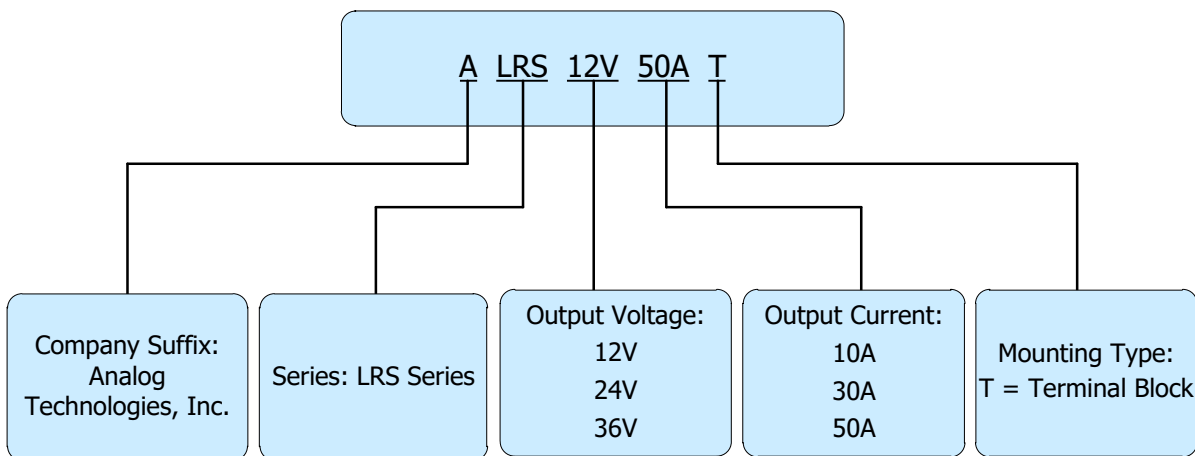 A LRS 12V 50A T
Company Suffix:
Analog
Technologies, Inc.
Series: LRS Series
Output Voltage:
12V
24V
36V
Output Current:
10A
30A
50A
Mounting Type:
T = Terminal Block